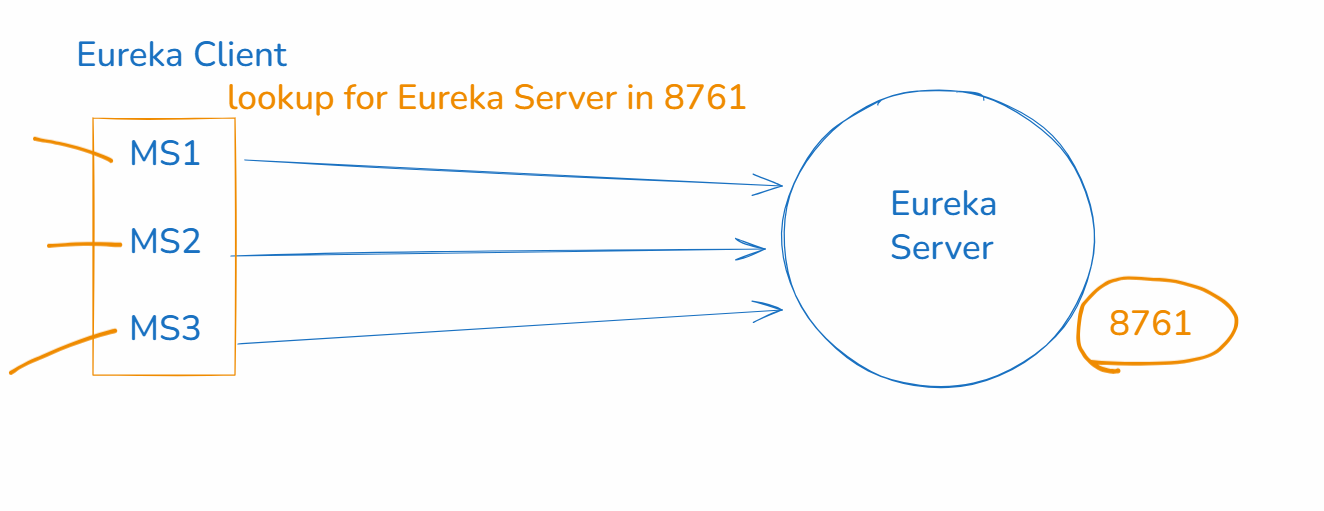 Eureka Client
lookup for Eureka Server in 8761
MS1
MS2
MS3
Eureka
Server
8761